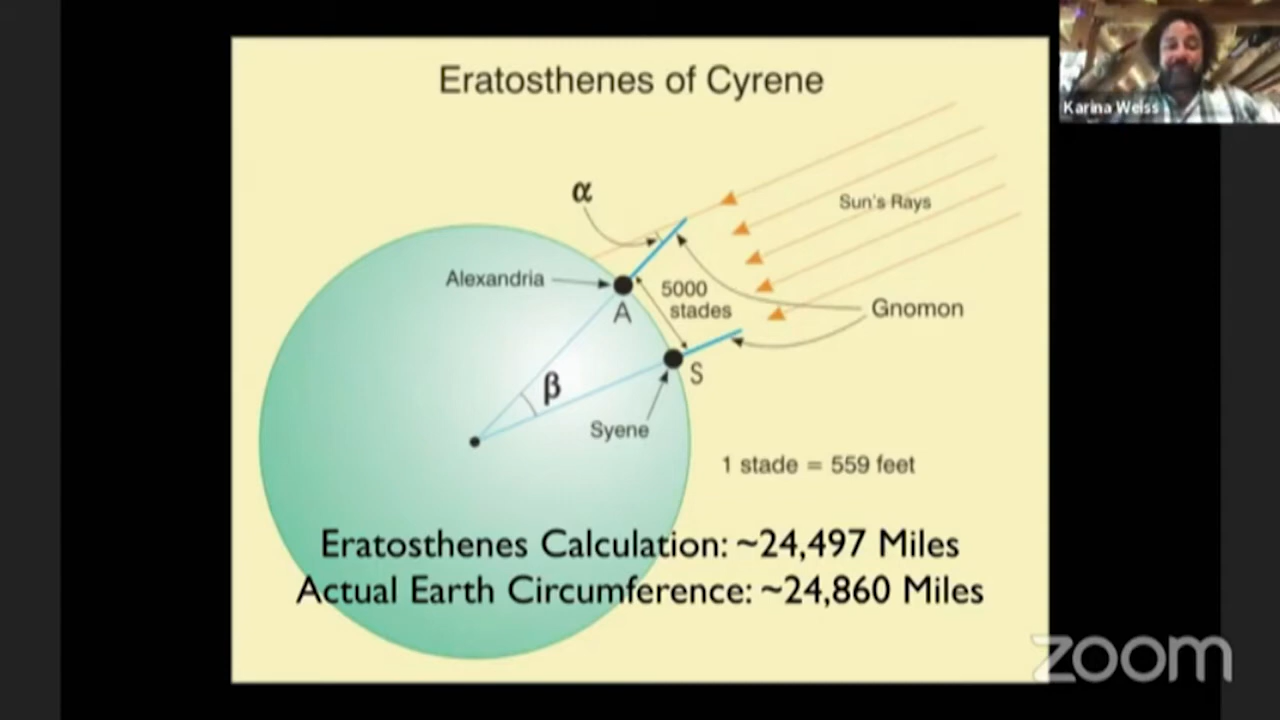 Eratosthenes of Cyrene
Karina Weiss
α
Sun's Rays
Alexandria
5000
stades
A
Gnomon
β
S
Syene
1 stade = 559 feet
Eratosthenes Calculation: ~24,497 Miles
Actual Earth Circumference: ~24,860 Miles
zoom